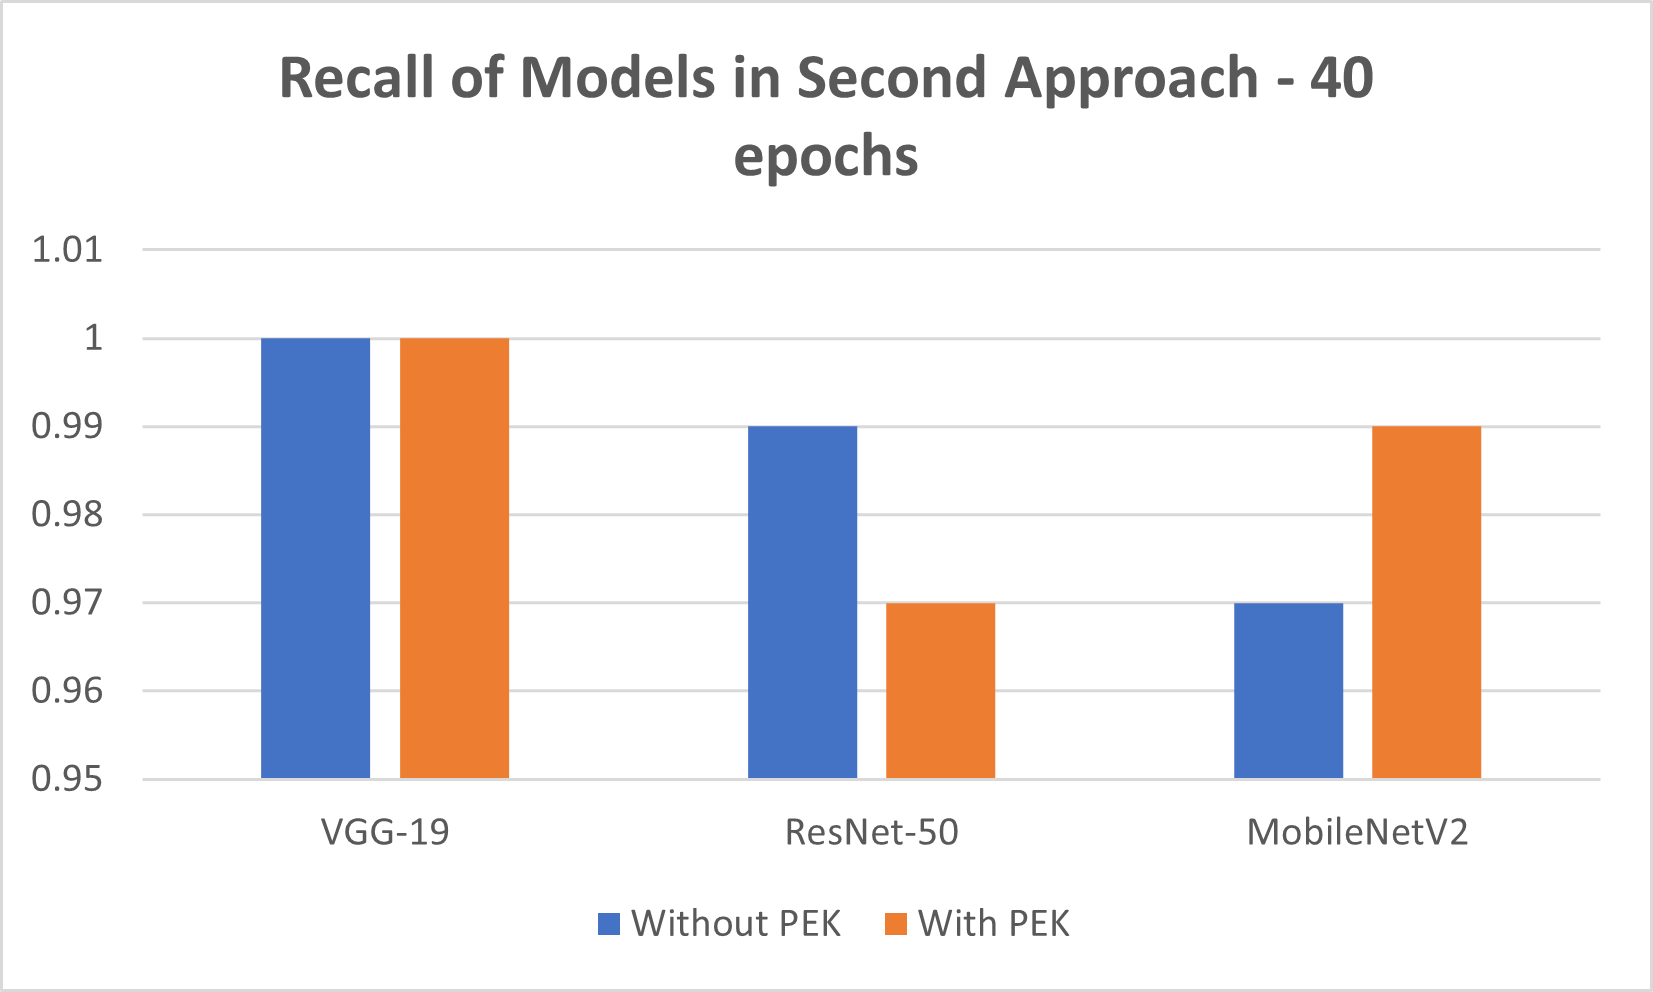 Recall of Models in Second Approach - 40
epochs
1.01
1
0.99
0.98
0.97
0.96
0.95
VGG-19 ResNet-50 MobileNetV2
Without PEK With PEK